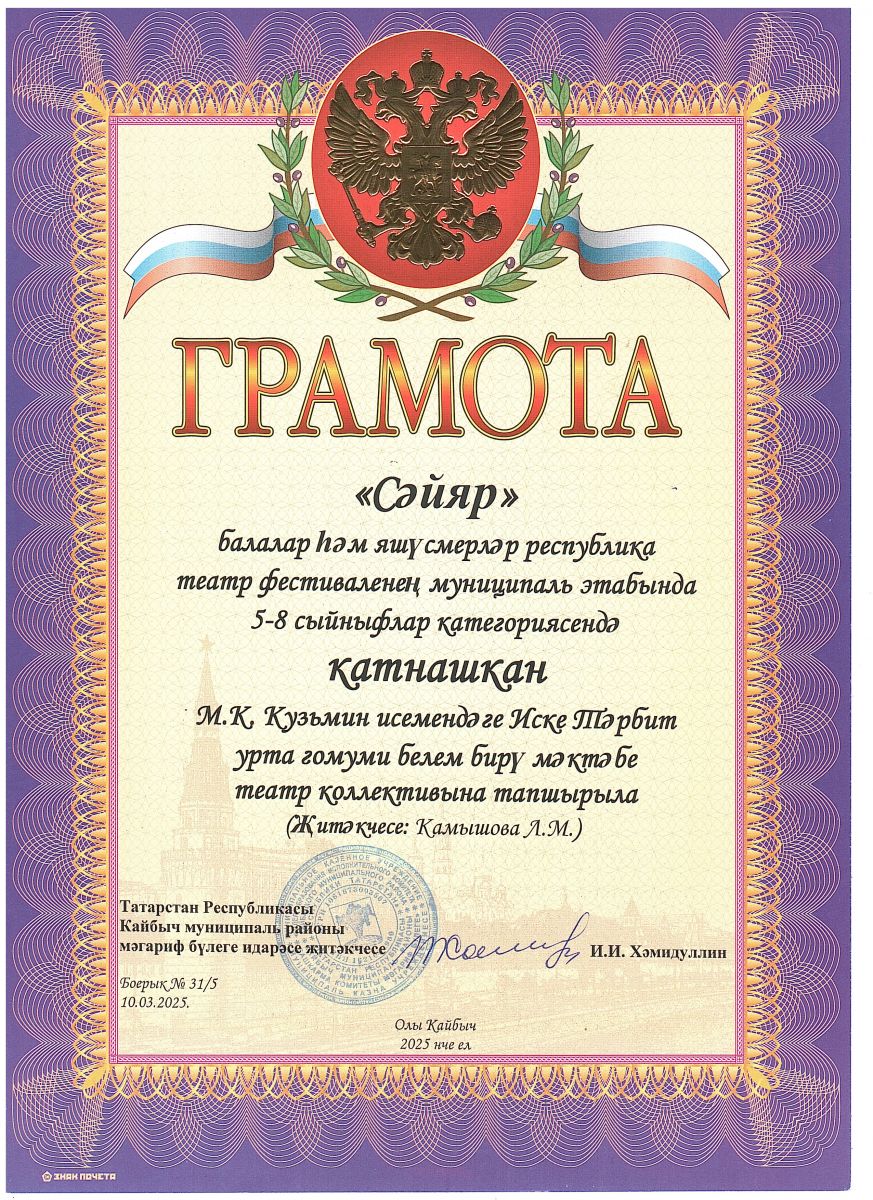 ГРАМОТА
«Сәйяр»
балалар һәм яшүсмерләр республика
театр фестиваленең муниципаль этабында
5-8 сыйныфлар категориясендә
катнашкан
М.К. Кузьмин исемендәге Иске Тәрбит
урта гомуми белем бирү мәктәбе
театр коллективына тапшырыла
(Җитәкчесе: Камышова Л.М.)
Татарстан Республикасы
Кайбыч муниципаль районы
мәгариф бүлеге идарәсе җитәкчесе
И.И. Хәмидуллин
Боерык № 31/5
10.03.2025.
Олы Кайбыч
2025 нче ел
ЗНАК ПОЧЕТА